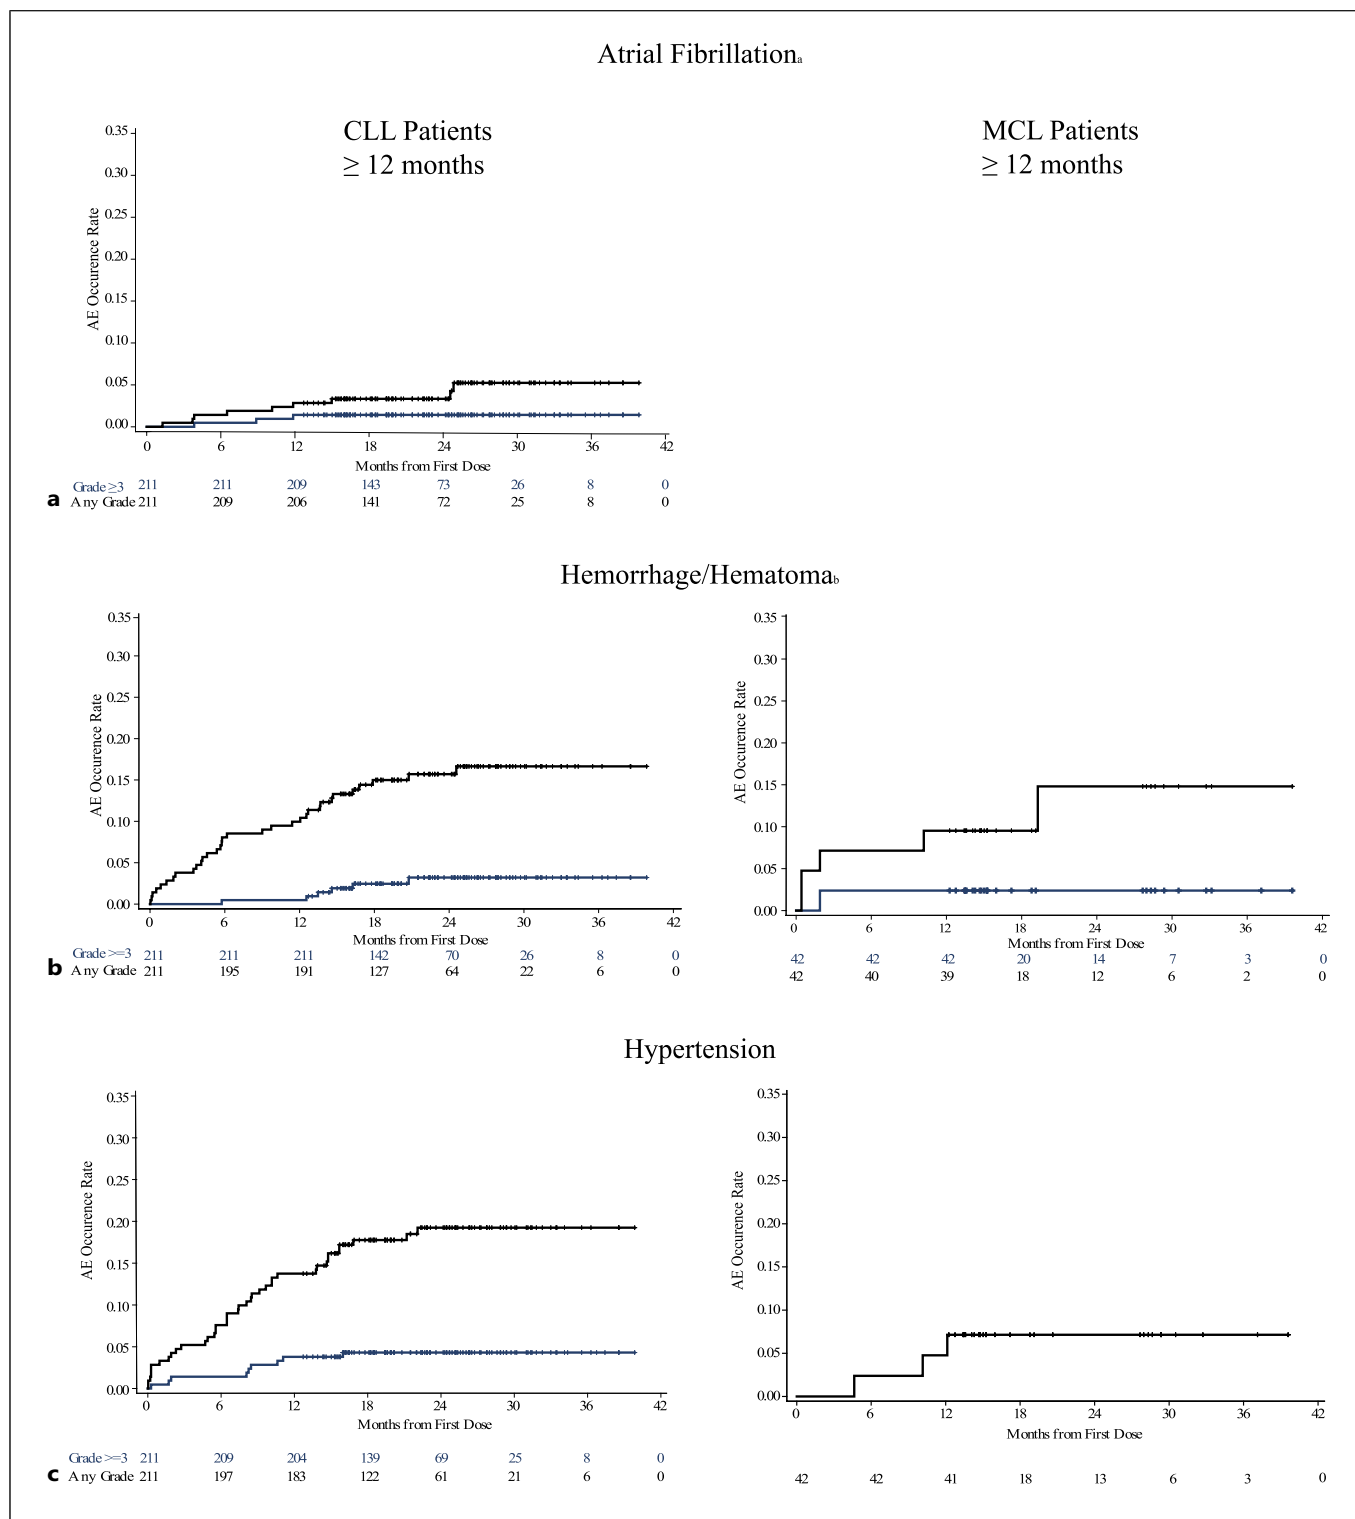 Atrial Fibrillationa
CLL Patients
≥ 12 months
MCL Patients
≥ 12 months
AE Occurence Rate
0.35
0.30
0.25
0.20
0.15
0.10
0.05
0.00
0 6 12 18 24 30 36 42
Months from First Dose
Grade ≥3 211 211 209 143 73 26 8 0
a Any Grade 211 209 206 141 72 25 8 0
Hemorrhage/Hematomab
AE Occurence Rate
0.35
0.30
0.25
0.20
0.15
0.10
0.05
0.00
0 6 12 18 24 30 36 42
Months from First Dose
Grade >=3 211 211 211 142 70 26 8 0
b Any Grade 211 195 191 127 64 22 6 0
AE Occurence Rate
0.35
0.30
0.25
0.20
0.15
0.10
0.05
0.00
0 6 12 18 24 30 36 42
Months from First Dose
42 42 42 20 14 7 3 0
42 40 39 18 12 6 2 0
Hypertension
AE Occurence Rate
0.35
0.30
0.25
0.20
0.15
0.10
0.05
0.00
0 6 12 18 24 30 36 42
Months from First Dose
Grade >=3 211 209 204 139 69 25 8 0
c Any Grade 211 197 183 122 61 21 6 0
AE Occurence Rate
0.35
0.30
0.25
0.20
0.15
0.10
0.05
0.00
0 6 12 18 24 30 36 42
Months from First Dose
42 42 41 18 13 6 3 0